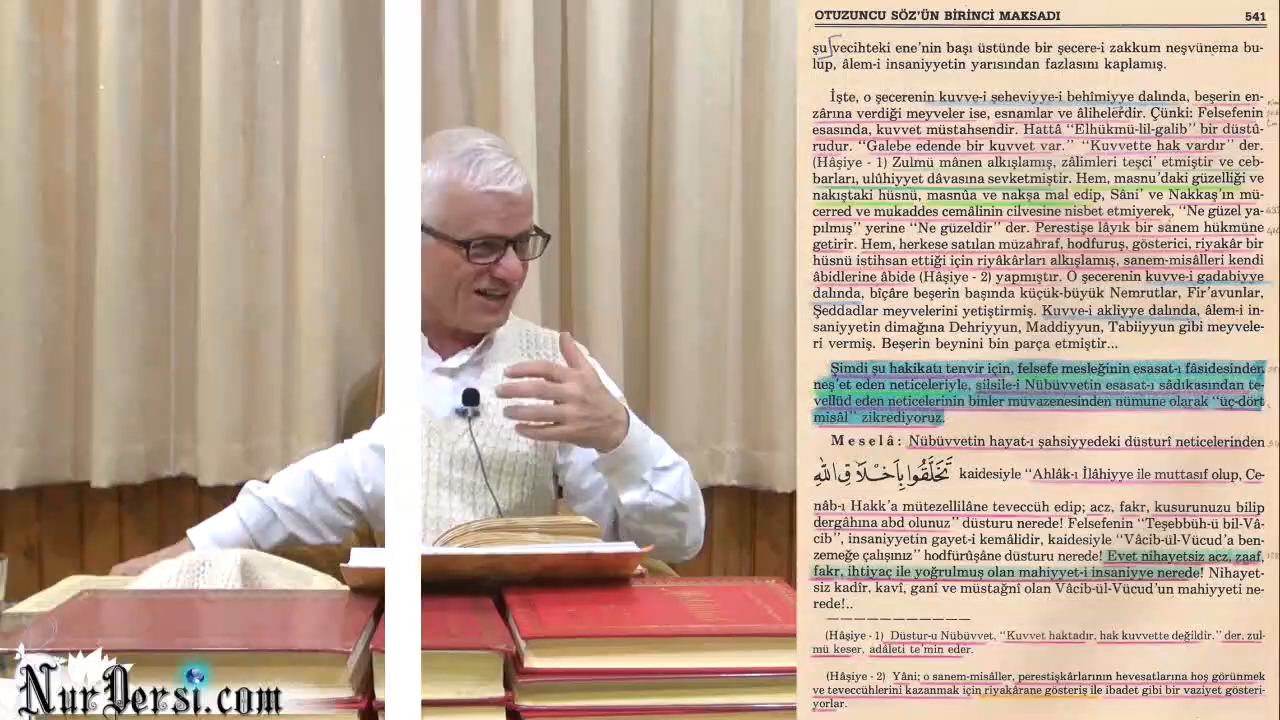 OTUZUNCU SÖZ'ÜN BİRİNCİ MAKSADI 541
şu vecihteki ene'nin başı üstünde bir şecere-i zakkum neşvünema bu-
lup, âlem-i insaniyyetin yarısından fazlasını kaplamış.
İşte, o şecerenin kuvve-i şeheviyye-i behîmiyye dalında, beşerin en-
zârına verdiği meyveler ise, esnamlar ve âlihelerdir. Çünki: Felsefenin
esasında, kuvvet müstahsendir. Hattâ "Elhükmü-lil-galib" bir düstû-
rudur. "Galebe edende bir kuvvet var." "Kuvvette hak vardır" der.
(Hâşiye - 1) Zulmü mânen alkışlamış, zâlimleri teşci' etmiştir ve ceb-
barları, ulûhiyyet dâvasına sevketmiştir. Hem, masnu'daki güzelliği ve
nakıştaki hüsnü, masnûa ve nakşa mal edip, Sâni' ve Nakkaş'ın mü-
cerred ve mukaddes cemâlinin cilvesine nisbet etmiyerek, "Ne güzel ya-
pılmış" yerine "Ne güzeldir" der. Perestişe lâyık bir sanem hükmüne
getirir. Hem, herkese satılan müzahraf, hodfuruş, gösterici, riyakâr bir
hüsnü istihsan ettiği için riyâkârları alkışlamış, sanem-misâlleri kendi
âbidlerine âbide (Hâşiye - 2) yapmıştır. O şecerenin kuvve-i gadabiyye
dalında, bîçâre beşerin başında küçük-büyük Nemrutlar, Fir'avunlar,
Şeddadlar meyvelerini yetiştirmiş. Kuvve-i akliyye dalında, âlem-i in-
saniyyetin dimağına Dehriyyun, Maddiyyun, Tabiiyyun gibi meyvele-
ri vermiş. Beşerin beynini bin parça etmiştir...
Şimdi şu hakikatı tenvir için, felsefe mesleğinin esasat-ı fâsidesinden
neş'et eden neticeleriyle, silsile-i Nübüvvetin esasat-ı sâdıkasından te-
vellüd eden neticelerinin binler müvazenesinden nümune olarak "üç-dört
misâl" zikrediyoruz.
Meselâ: Nübüvvetin hayat-ı şahsiyyedeki düsturî neticelerinden
تَخَلَّقُوا بِاَخْلَاقِ اللّٰهِ kaidesiyle "Ahlâk-ı İlâhiyye ile muttasıf olup, Ce-
nâb-ı Hakk'a mütezellilâne teveccüh edip; acz, fakr, kusurunuzu bilip
dergâhına abd olunuz" düsturu nerede! Felsefenin "Teşebbüh-ü bil-Vâ-
cib", insaniyyetin gayet-i kemâlidir, kaidesiyle "Vâcib-ül-Vücud'a ben-
zemeğe çalışınız" hodfürûşâne düsturu nerede! Evet nihayetsiz acz, zaaf,
fakr, ihtiyaç ile yoğrulmuş olan mahiyyet-i insaniyye nerede! Nihayet-
siz kadîr, kavî, ganî ve müstağnî olan Vâcib-ül-Vücud'un mahiyyeti ne-
rede!..
(Hâşiye - 1) Düstur-u Nübüvvet, "Kuvvet haktadır, hak kuvvette değildir." der, zul-
mü keser, adâleti te'min eder.
(Hâşiye - 2) Yâni; o sanem-misâller, perestişkârlarının hevesatlarına hoş görünmek
ve teveccühlerini kazanmak için riyakârane gösteriş ile ibadet gibi bir vaziyet gösteri
yorlar.
NurDersi.com